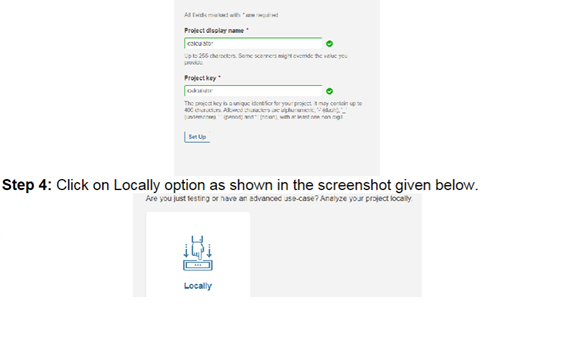 All fields marked with * are required
Project display name *
calculator
Up to 255 characters. Some scanners might override the value you
provide.
Project key *
calculator
The project key is a unique identifier for your project. It may contain up to
400 characters. Allowed characters are alphanumeric, '-' (dash), '_'
(underscore), '.' (period) and ':' (colon), with at least one non-digit.
Set Up
Step 4: Click on Locally option as shown in the screenshot given below.
Are you just testing or have an advanced use-case? Analyze your project locally.
Locally